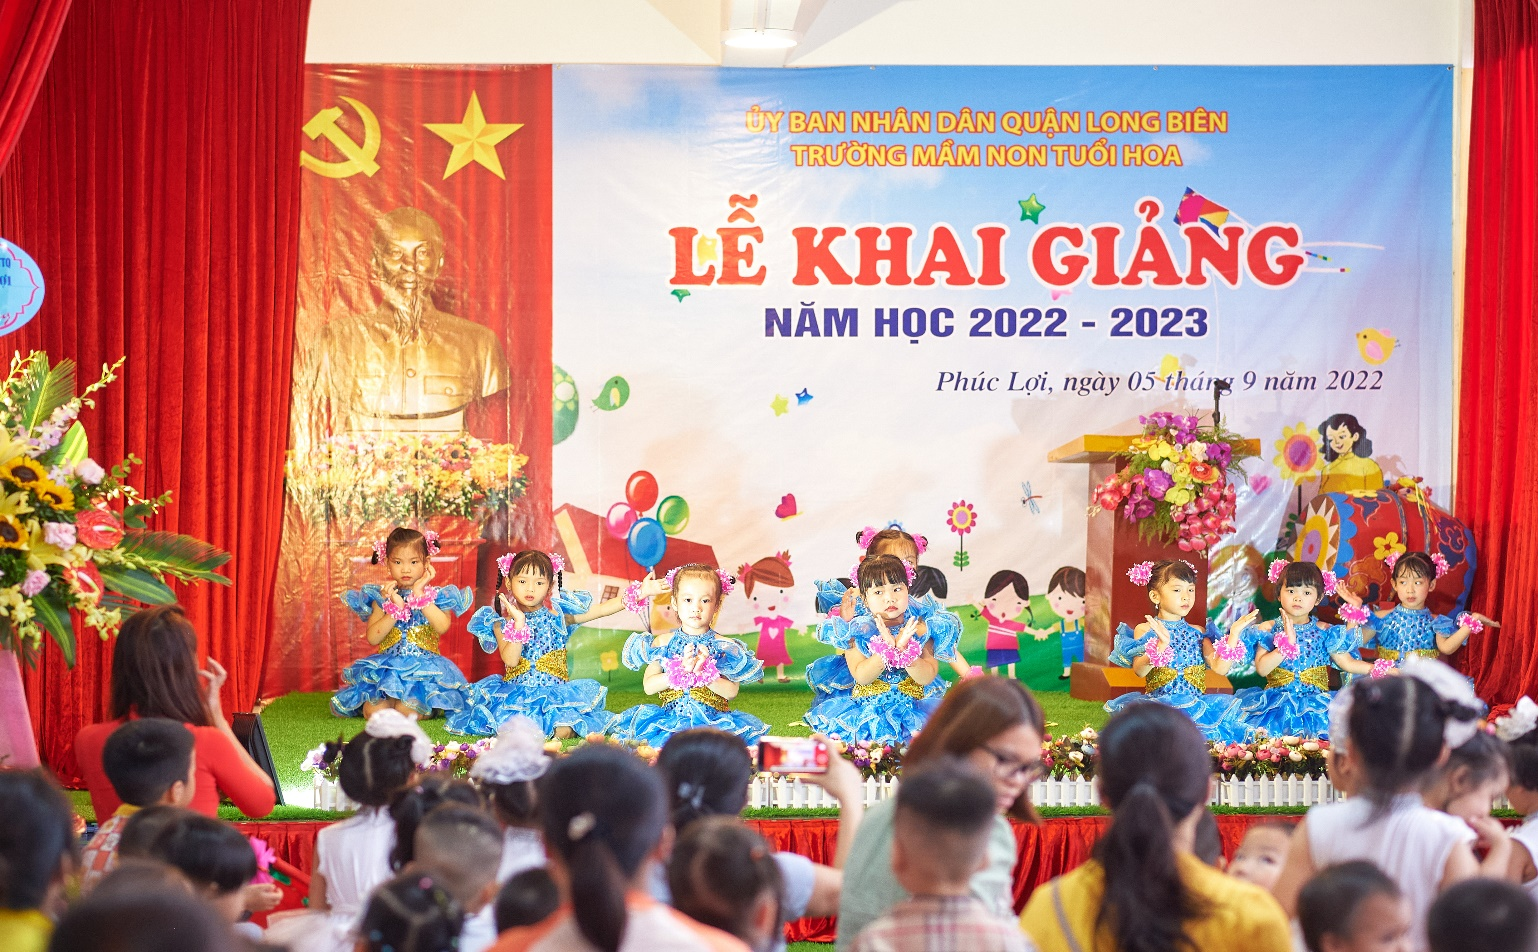 ỦY BAN NHÂN DÂN QUẬN LONG BIÊN
TRƯỜNG MẦM NON TUỔI HOA
LỄ KHAI GIẢNG
NĂM HỌC 2022 - 2023
Phúc Lợi, ngày 05 tháng 9 năm 2022